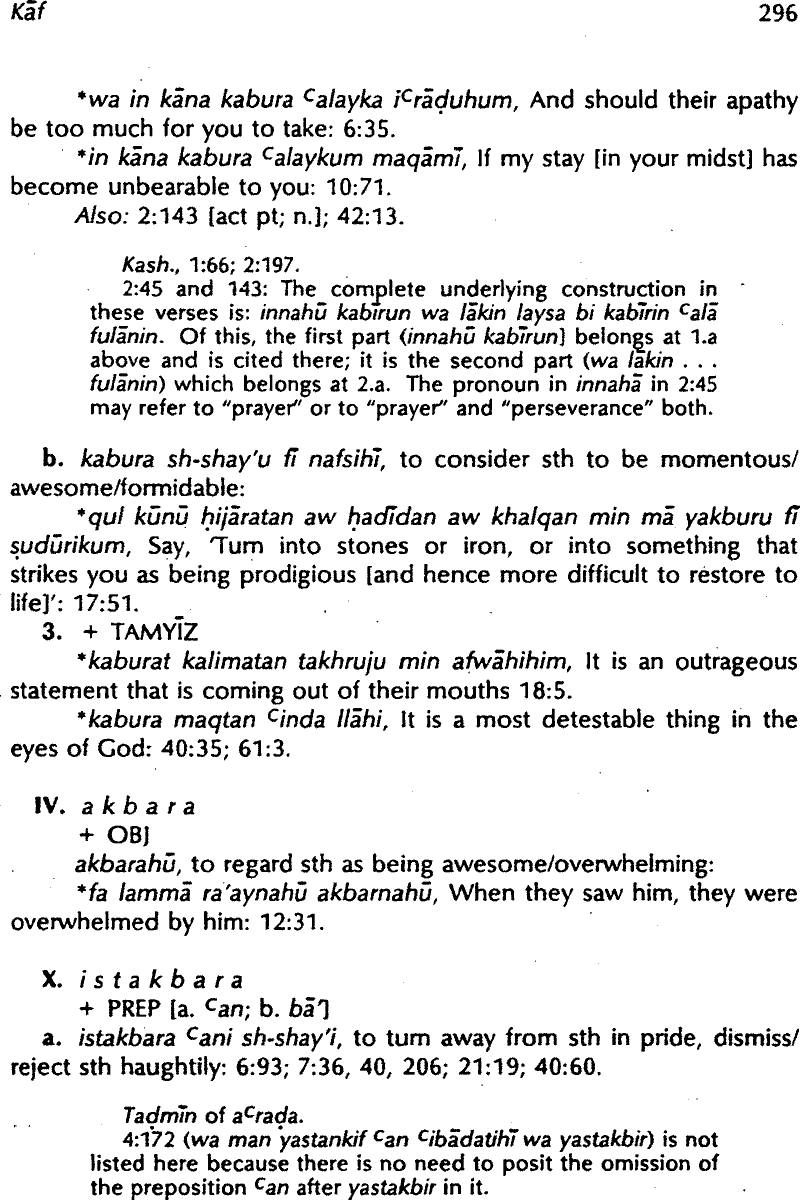 Kāf 296
*wa in kāna kabura ᶜalayka iᶜrāḍuhum, And should their apathy
be too much for you to take: 6:35.
*in kāna kabura ᶜalaykum maqāmī, If my stay [in your midst] has
become unbearable to you: 10:71.
Also: 2:143 [act pt; n.]; 42:13.
Kash., 1:66; 2:197.
2:45 and 143: The complete underlying construction in
these verses is: innahū kabīrun wa lākin laysa bi kabīrin ᶜalā
fulānin. Of this, the first part (innahū kabīrun] belongs at 1.a
above and is cited there; it is the second part (wa lākin . . .
fulānin) which belongs at 2.a. The pronoun in innahā in 2:45
may refer to "prayer" or to "prayer" and "perseverance" both.
b. kabura sh-shay'u fī nafsihī, to consider sth to be momentous/
awesome/formidable:
*qul kūnū ḥijāratan aw ḥadīdan aw khalqan min mā yakburu fī
ṣudūrikum, Say, 'Turn into stones or iron, or into something that
strikes you as being prodigious [and hence more difficult to restore to
life]': 17:51.
3. + TAMYĪZ
*kaburat kalimatan takhruju min afwāhihim, It is an outrageous
statement that is coming out of their mouths 18:5.
*kabura maqtan ᶜinda llāhi, It is a most detestable thing in the
eyes of God: 40:35; 61:3.
IV. a k b a r a
+ OBJ
akbarahū, to regard sth as being awesome/overwhelming:
*fa lammā ra'aynahū akbarnahū, When they saw him, they were
overwhelmed by him: 12:31.
X. i s t a k b a r a
+ PREP [a. ᶜan; b. bā']
a. istakbara ᶜani sh-shay'i, to turn away from sth in pride, dismiss/
reject sth haughtily: 6:93; 7:36, 40, 206; 21:19; 40:60.
Taḍmīn of aᶜraḍa.
4:172 (wa man yastankif ᶜan ᶜibādatihī wa yastakbir) is not
listed here because there is no need to posit the omission of
the preposition ᶜan after yastakbir in it.